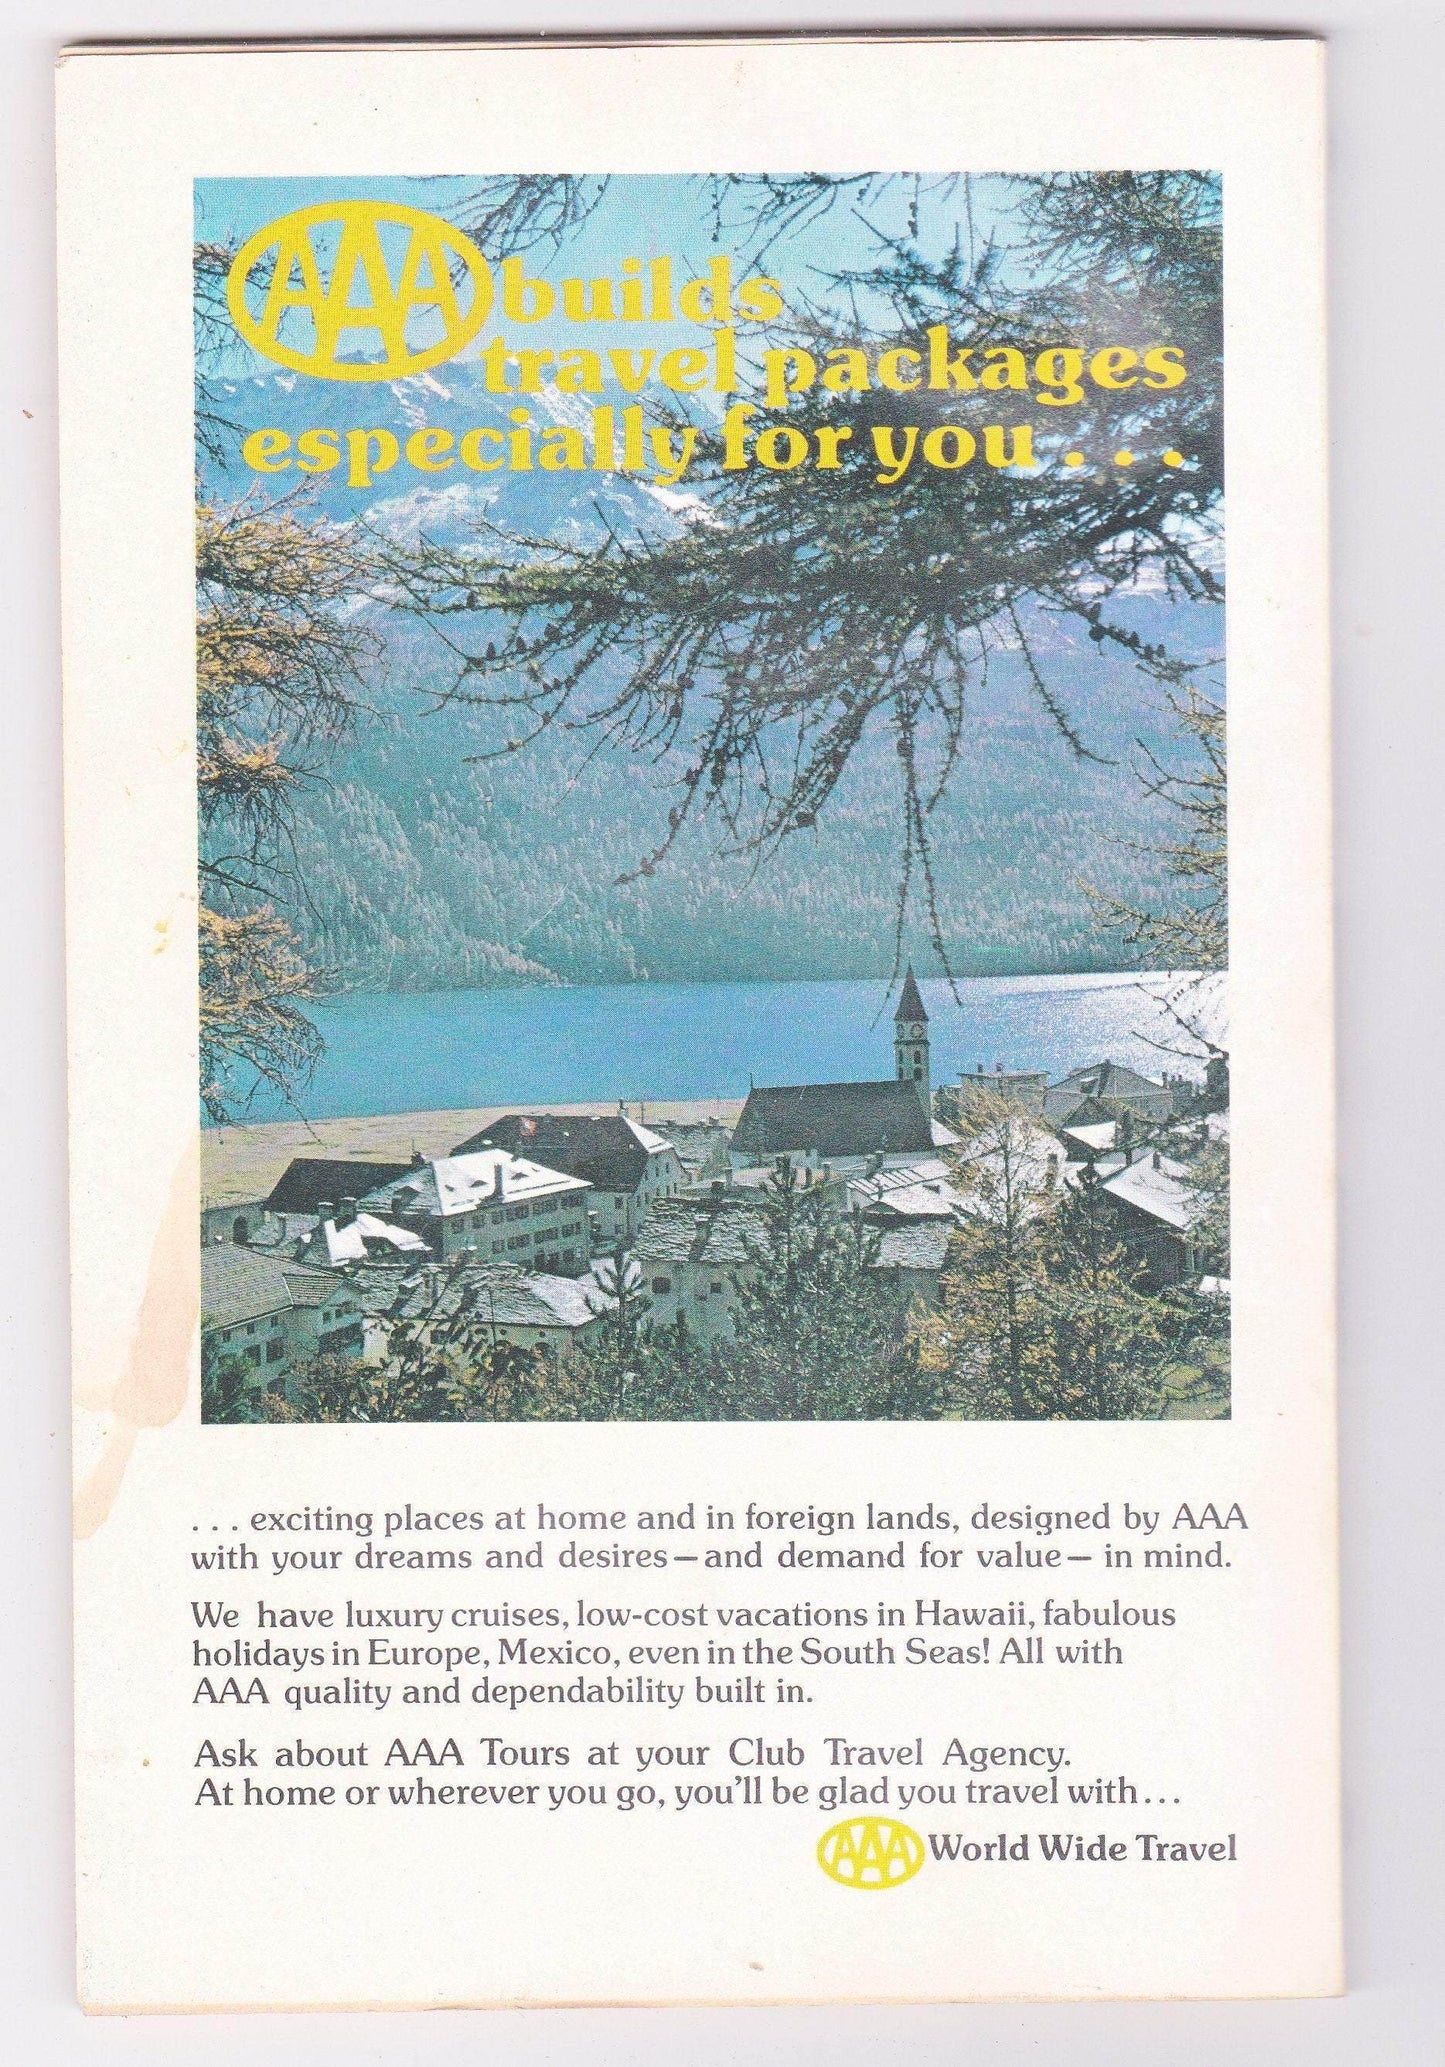 AAA builds
travel packages
especially for you...
... exciting places at home and in foreign lands, designed by AAA
with your dreams and desires—and demand for value— in mind.
We have luxury cruises, low-cost vacations in Hawaii, fabulous
holidays in Europe, Mexico, even in the South Seas! All with
AAA quality and dependability built in.
Ask about AAA Tours at your Club Travel Agency.
At home or wherever you go, you'll be glad you travel with...
AAA World Wide Travel